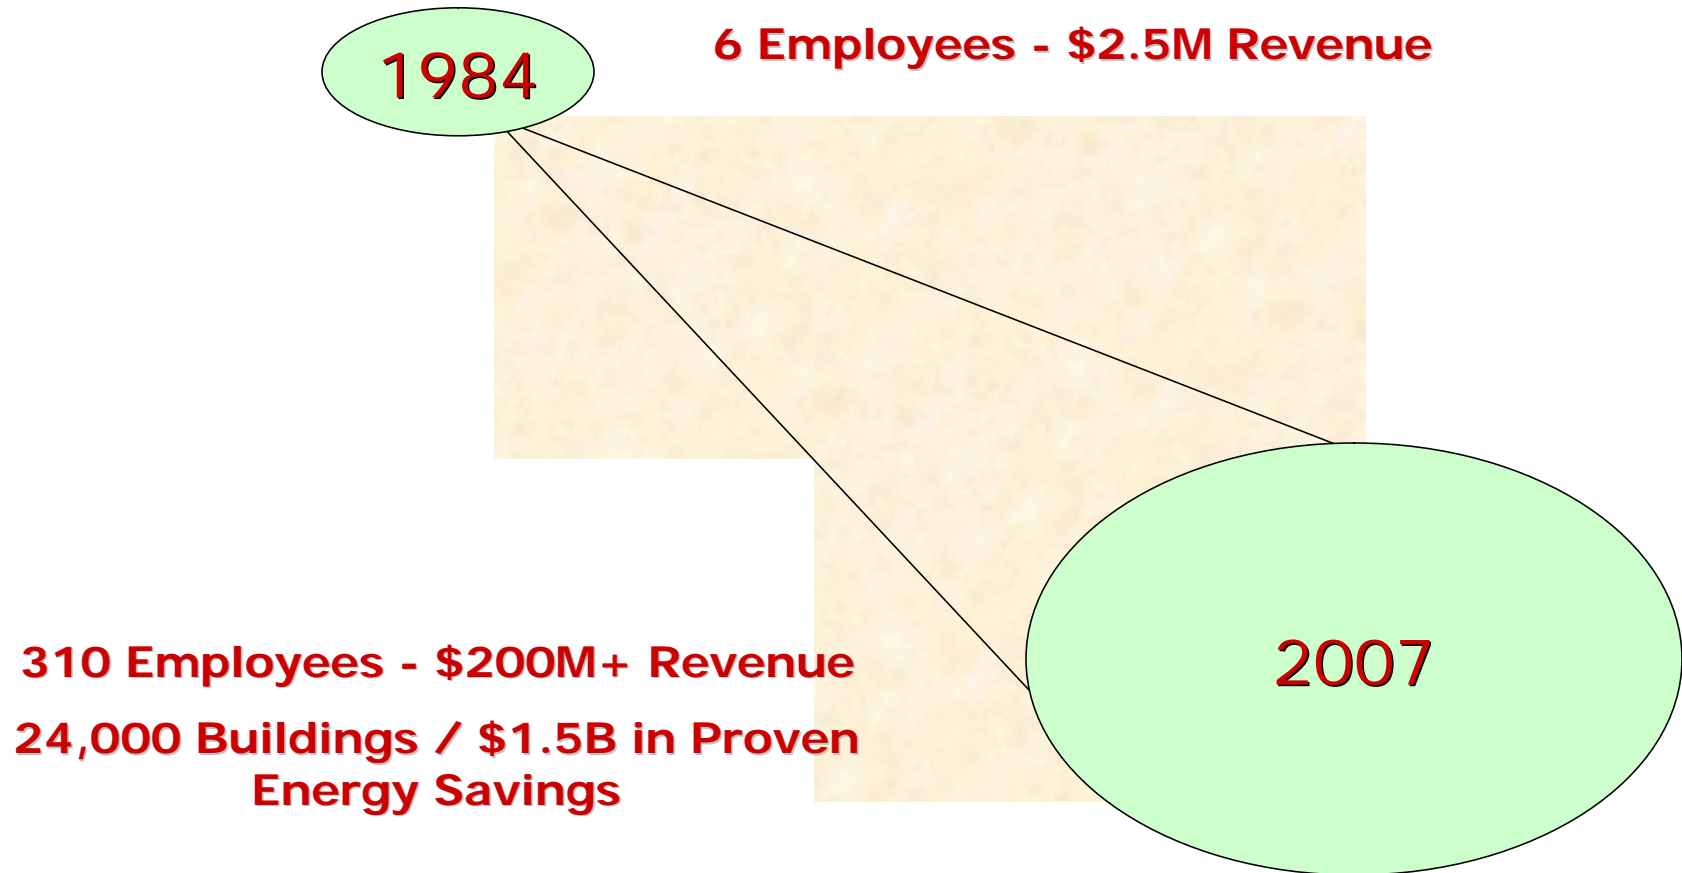 1984
6 Employees - $2.5M Revenue
2007
310 Employees - $200M+ Revenue
24,000 Buildings / $1.5B in Proven
Energy Savings